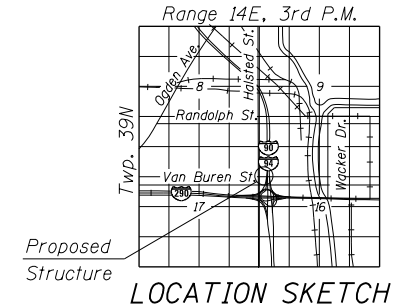 Range 14E, 3rd P.M.
Twp. 39N
Ogden Ave.
Halsted St.
8
9
Randolph St.
Wacker Dr.
90
94
Van Buren St.
290
17
16
Proposed
Structure
LOCATION SKETCH